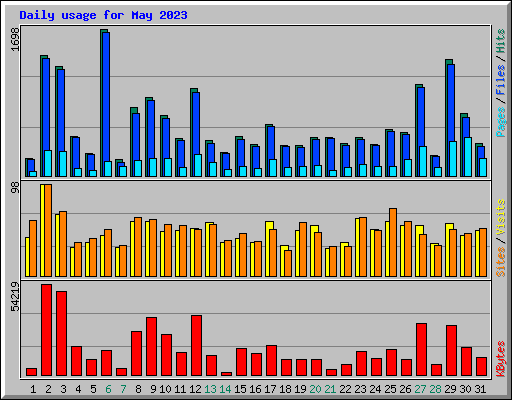 Daily usage for May 2023
1698
Pages / Files / Hits
98
Sites / Visits
54219
KBytes
1 2 3 4 5 6 7 8 9 10 11 12 13 14 15 16 17 18 19 20 21 22 23 24 25 26 27 28 29 30 31